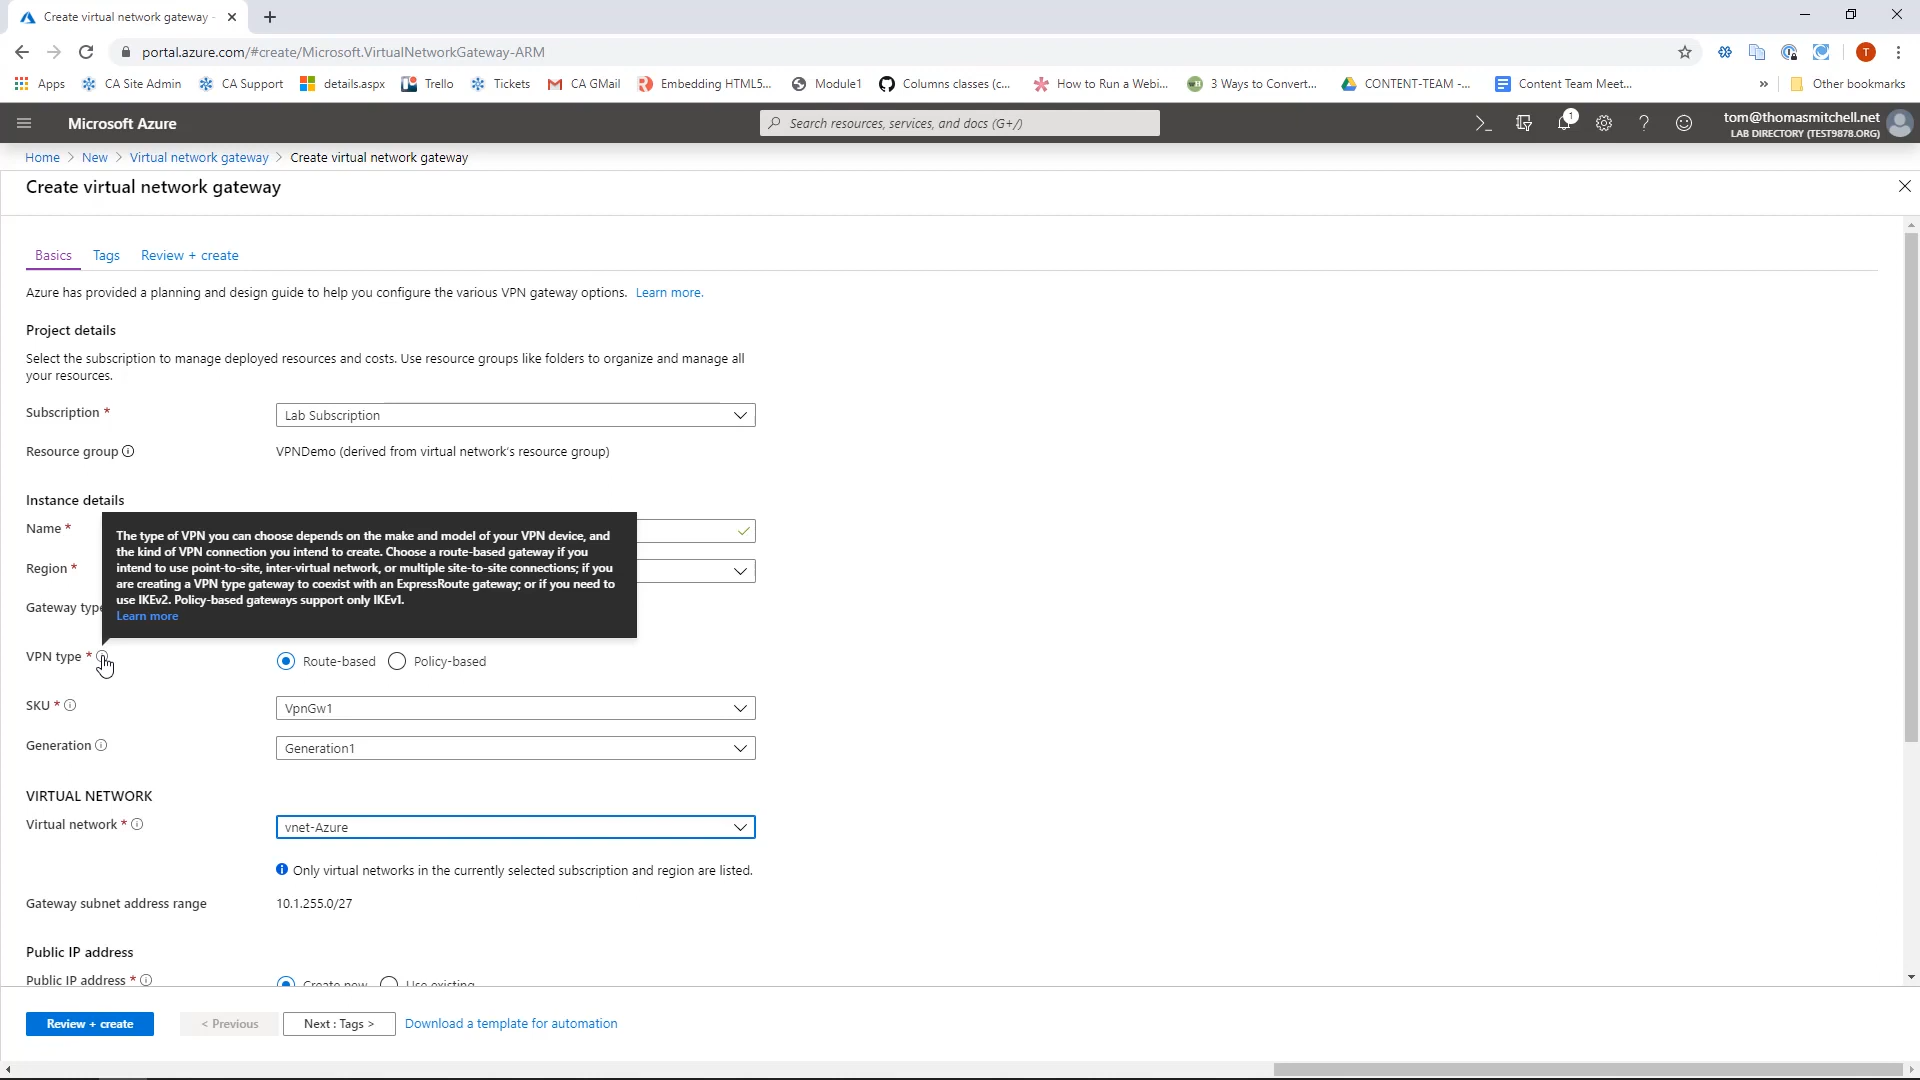 Create virtual network gateway -
portal.azure.com/#create/Microsoft.VirtualNetworkGateway-ARM
T
Apps
CA Site Admin
CA Support
details.aspx
Trello
Tickets
CA GMail
Embedding HTML5...
Module1
Columns classes (c...
How to Run a Webi...
3 Ways to Convert...
CONTENT-TEAM -...
Content Team Meet...
»
Other bookmarks
Microsoft Azure
Search resources, services, and docs (G+/)
1
tom@thomasmitchell.net
LAB DIRECTORY (TEST9878.ORG)
Home > New > Virtual network gateway > Create virtual network gateway
Create virtual network gateway
Basics
Tags
Review + create
Azure has provided a planning and design guide to help you configure the various VPN gateway options. Learn more.
Project details
Select the subscription to manage deployed resources and costs. Use resource groups like folders to organize and manage all
your resources.
Subscription *
Lab Subscription
Resource group
VPNDemo (derived from virtual network's resource group)
Instance details
Name *
Region *
Gateway type
The type of VPN you can choose depends on the make and model of your VPN device, and
the kind of VPN connection you intend to create. Choose a route-based gateway if you
intend to use point-to-site, inter-virtual network, or multiple site-to-site connections; if you
are creating a VPN type gateway to coexist with an ExpressRoute gateway; or if you need to
use IKEv2. Policy-based gateways support only IKEv1.
Learn more
VPN type *
Route-based
Policy-based
SKU *
VpnGw1
Generation
Generation1
VIRTUAL NETWORK
Virtual network *
vnet-Azure
Only virtual networks in the currently selected subscription and region are listed.
Gateway subnet address range
10.1.255.0/27
Public IP address
Public IP address *
Create new
Use existing
Review + create
< Previous
Next : Tags >
Download a template for automation